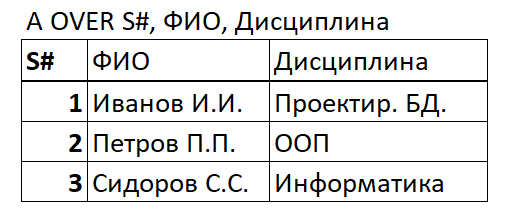 A OVER S#, ФИО, Дисциплина
S# ФИО Дисциплина
1 Иванов И.И. Проектир. БД.
2 Петров П.П. ООП
3 Сидоров С.С. Информатика